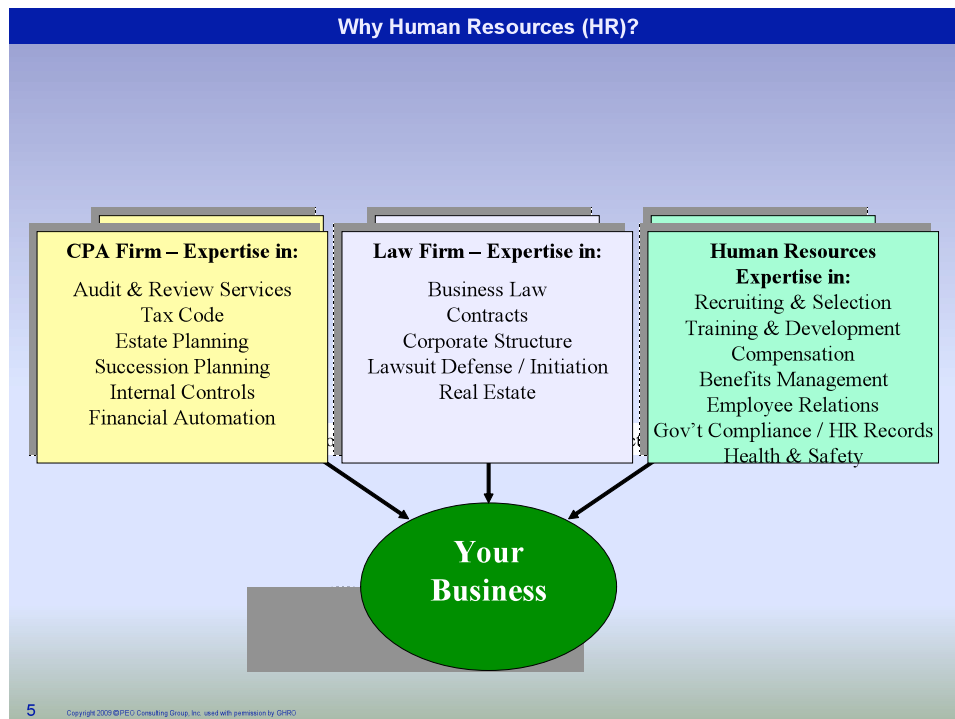 Why Human Resources (HR)?
CPA Firm – Expertise in:
Audit & Review Services
Tax Code
Estate Planning
Succession Planning
Internal Controls
Financial Automation
Law Firm – Expertise in:
Business Law
Contracts
Corporate Structure
Lawsuit Defense / Initiation
Real Estate
Human Resources
Expertise in:
Recruiting & Selection
Training & Development
Compensation
Benefits Management
Employee Relations
Gov’t Compliance / HR Records
Health & Safety
Your
Business
5
Copyright 2009 © PEO Consulting Group, Inc. used with permission by GHRO